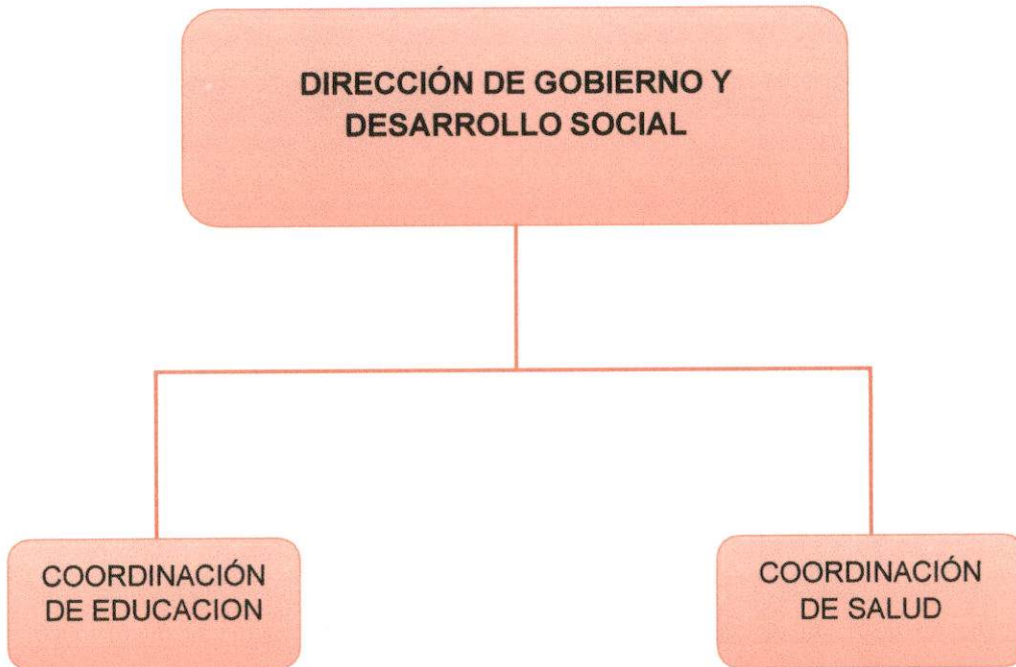 DIRECCIÓN DE GOBIERNO Y
DESARROLLO SOCIAL
COORDINACIÓN
DE EDUCACION
COORDINACIÓN
DE SALUD